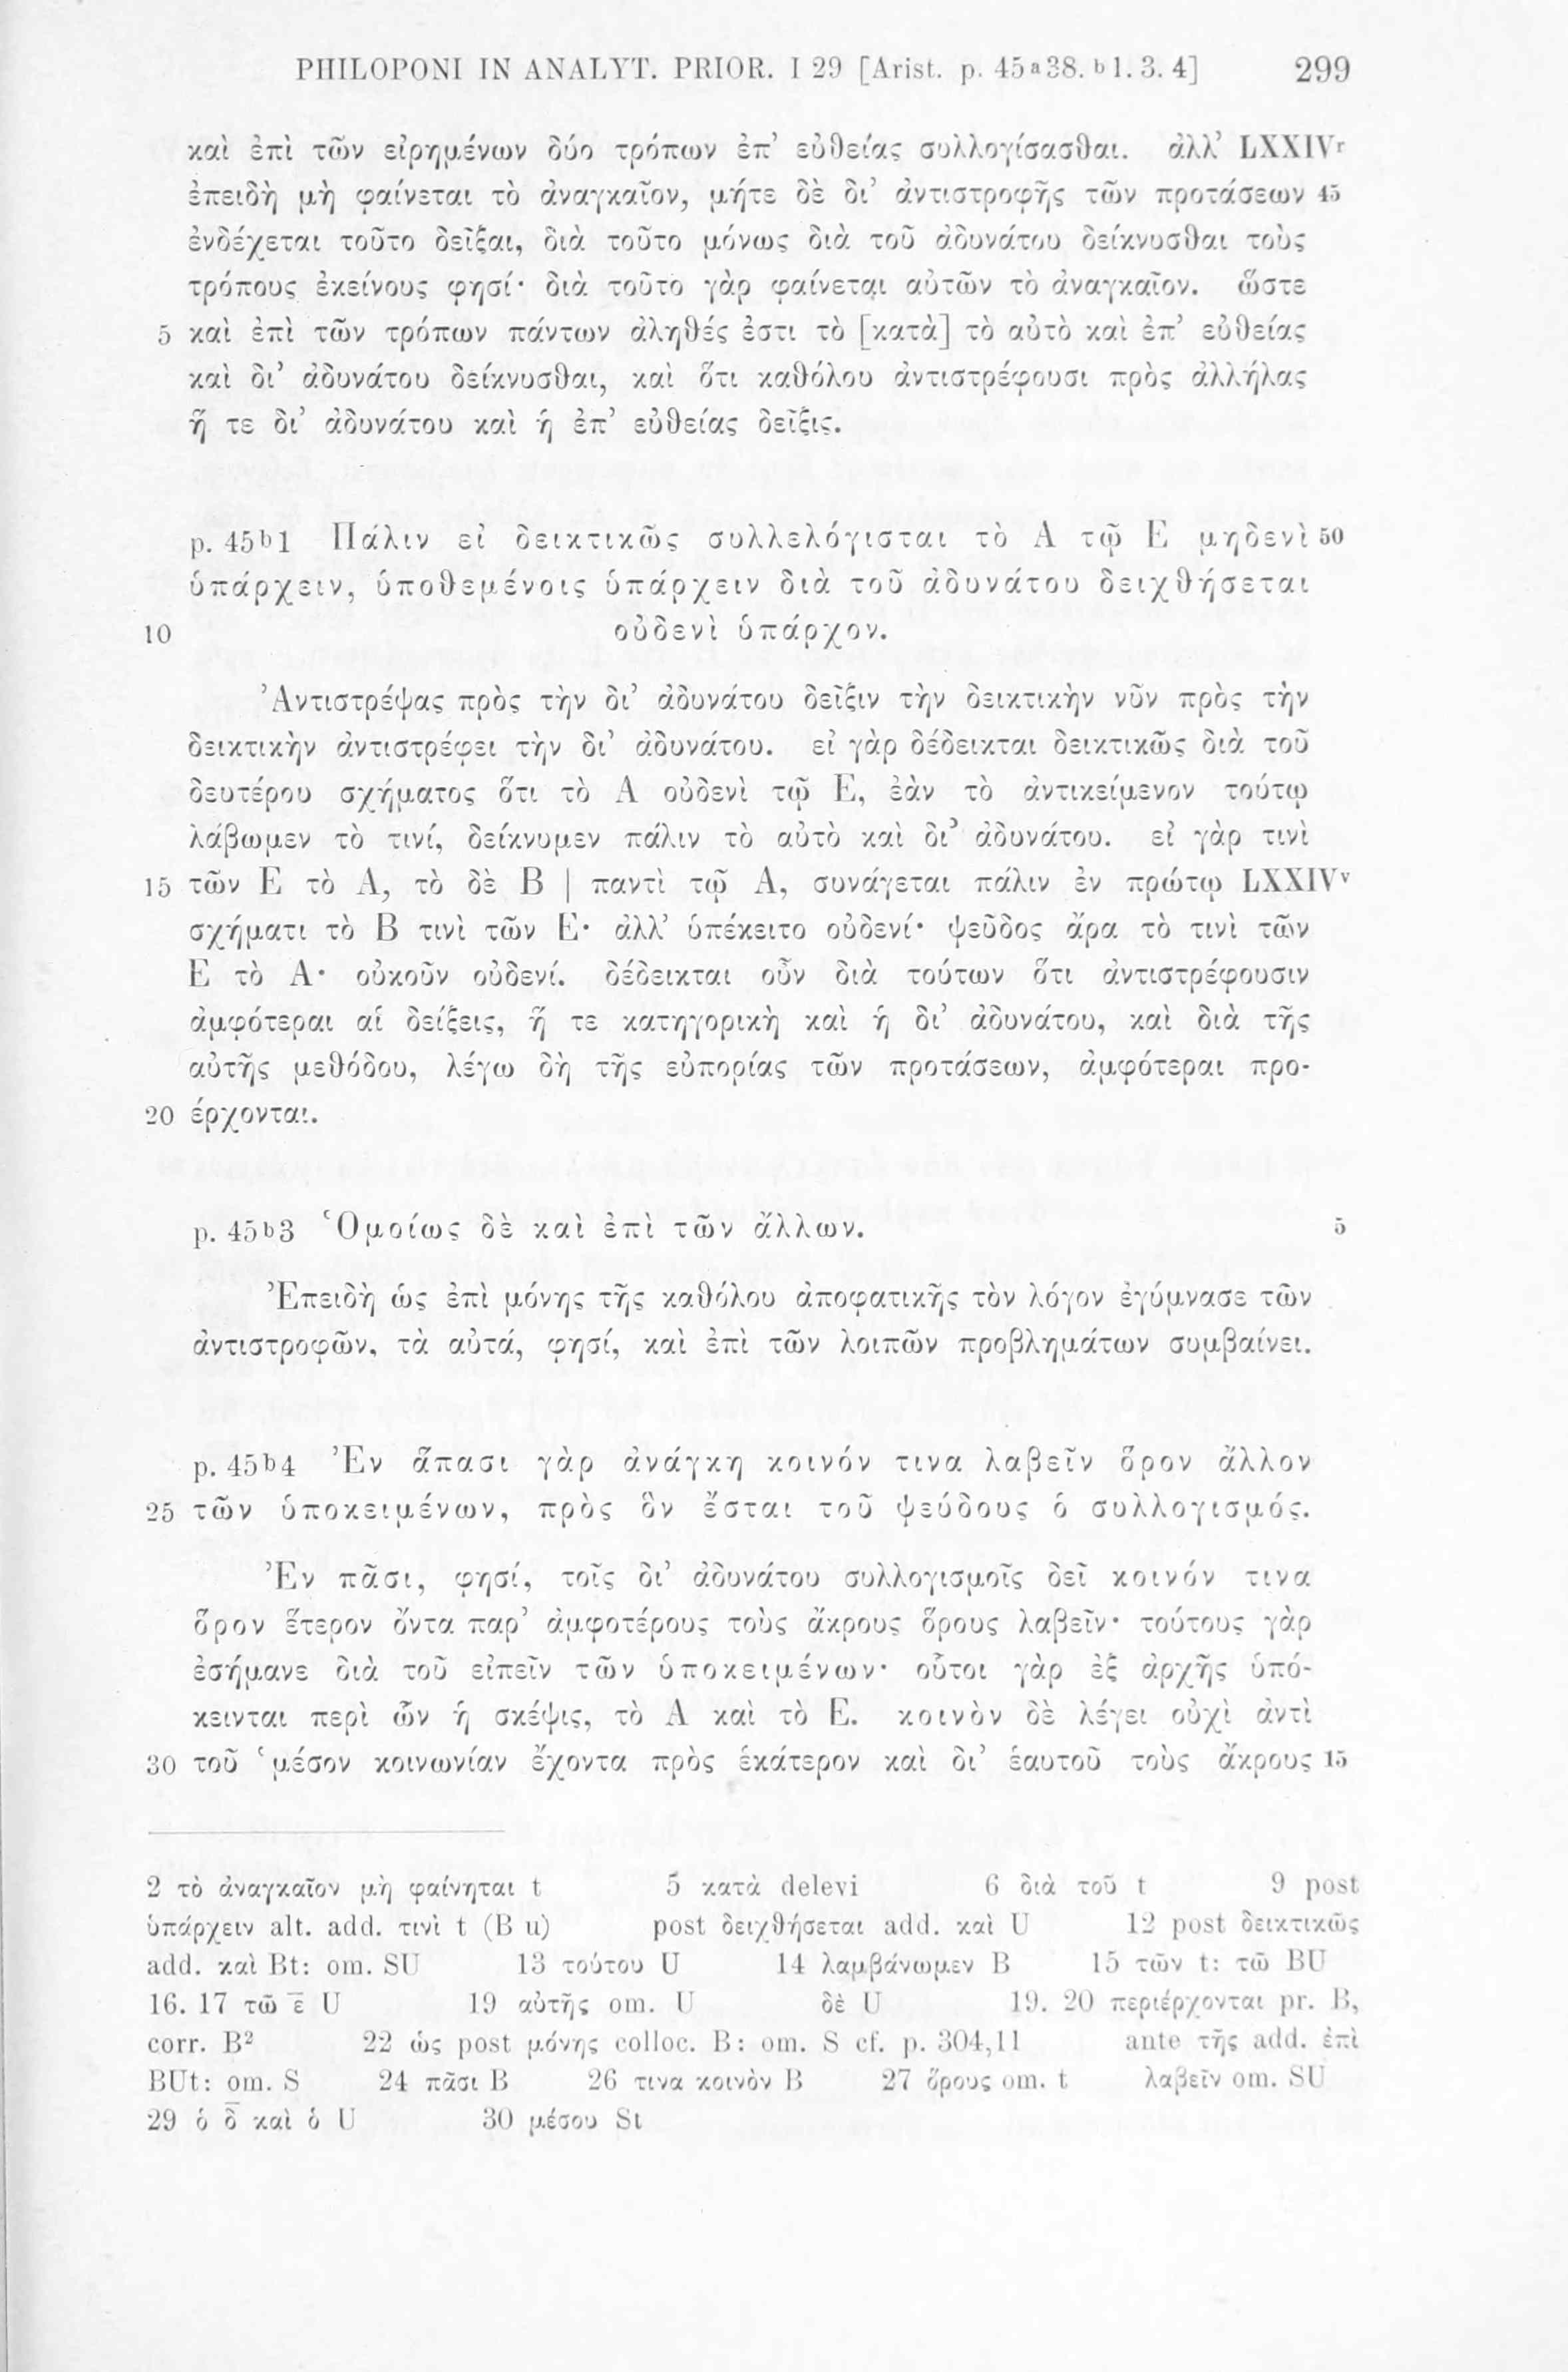 PHILOPONI IN ANALYT. PRIOR. I 29 [Arist. p. 45a38. b1. 3. 4] 299
καὶ ἐπὶ τῶν εἰρημένων δύο τρόπων ἐπ’ εὐθείας συλλογίσασθαι. ἀλλ’ LXXIVr
ἐπειδὴ μὴ φαίνεται τὸ ἀναγκαῖον, μήτε δὲ δι’ ἀντιστροφῆς τῶν προτάσεων 45
ἐνδέχεται τοῦτο δεῖξαι, διὰ τοῦτο μόνως διὰ τοῦ ἀδυνάτου δείκνυσθαι τοὺς
τρόπους ἐκείνους φησί· διὰ τοῦτο γὰρ φαίνεται αὐτῶν τὸ ἀναγκαῖον. ὥστε
5 καὶ ἐπὶ τῶν τρόπων πάντων ἀληθές ἐστι τὸ [κατὰ] τὸ αὐτὸ καὶ ἐπ’ εὐθείας
καὶ δι’ ἀδυνάτου δείκνυσθαι, καὶ ὅτι καθόλου ἀντιστρέφουσι πρὸς ἀλλήλας
ἥ τε δι’ ἀδυνάτου καὶ ἡ ἐπ’ εὐθείας δεῖξις.
p. 45b1 Πάλιν εἰ δεικτικῶς συλλελόγισται τὸ Α τῷ Ε μηδενὶ 50
ὑπάρχειν, ὑποθεμένοις ὑπάρχειν διὰ τοῦ ἀδυνάτου δειχθήσεται
10 οὐδενὶ ὑπάρχον.
Ἀντιστρέψας πρὸς τὴν δι’ ἀδυνάτου δεῖξιν τὴν δεικτικὴν νῦν πρὸς τὴν
δεικτικὴν ἀντιστρέφει τὴν δι’ ἀδυνάτου. εἰ γὰρ δέδεικται δεικτικῶς διὰ τοῦ
δευτέρου σχήματος ὅτι τὸ Α οὐδενὶ τῷ Ε, ἐὰν τὸ ἀντικείμενον τούτῳ
λάβωμεν τὸ τινί, δείκνυμεν πάλιν τὸ αὐτὸ καὶ δι’ ἀδυνάτου. εἰ γὰρ τινὶ
15 τῶν Ε τὸ Α, τὸ δὲ Β | παντὶ τῷ Α, συνάγεται πάλιν ἐν πρώτῳ LXXIVv
σχήματι τὸ Β τινὶ τῶν Ε· ἀλλ’ ὑπέκειτο οὐδενί· ψεῦδος ἄρα τὸ τινὶ τῶν
Ε τὸ Α· οὐκοῦν οὐδενί. δέδεικται οὖν διὰ τούτων ὅτι ἀντιστρέφουσιν
ἀμφότεραι αἱ δείξεις, ἥ τε κατηγορικὴ καὶ ἡ δι’ ἀδυνάτου, καὶ διὰ τῆς
αὐτῆς μεθόδου, λέγω δὴ τῆς εὐπορίας τῶν προτάσεων, ἀμφότεραι προ-
20 έρχονται.
p. 45b3 Ὁμοίως δὲ καὶ ἐπὶ τῶν ἄλλων. 5
Ἐπειδὴ ὡς ἐπὶ μόνης τῆς καθόλου ἀποφατικῆς τὸν λόγον ἐγύμνασε τῶν
ἀντιστροφῶν, τὰ αὐτά, φησί, καὶ ἐπὶ τῶν λοιπῶν προβλημάτων συμβαίνει.
p. 45b4 Ἐν ἅπασι γὰρ ἀνάγκη κοινόν τινα λαβεῖν ὅρον ἄλλον
25 τῶν ὑποκειμένων, πρὸς ὃν ἔσται τοῦ ψεύδους ὁ συλλογισμός.
Ἐν πᾶσι, φησί, τοῖς δι’ ἀδυνάτου συλλογισμοῖς δεῖ κοινόν τινα
ὅρον ἕτερον ὄντα παρ’ ἀμφοτέρους τοὺς ἄκρους ὅρους λαβεῖν· τούτους γὰρ
ἐσήμανε διὰ τοῦ εἰπεῖν τῶν ὑποκειμένων· οὗτοι γὰρ ἐξ ἀρχῆς ὑπό-
κεινται περὶ ὧν ἡ σκέψις, τὸ Α καὶ τὸ Ε. κοινὸν δὲ λέγει οὐχὶ ἀντὶ
30 τοῦ ‘μέσον κοινωνίαν ἔχοντα πρὸς ἑκάτερον καὶ δι’ ἑαυτοῦ τοὺς ἄκρους 15
2 τὸ ἀναγκαῖον μὴ φαίνηται t 5 κατὰ delevi 6 διὰ τοῦ t 9 post
ὑπάρχειν alt. add. τινὶ t (B u) post δειχθήσεται add. καὶ U 12 post δεικτικῶς
add. καὶ Bt: om. SU 13 τούτου U 14 λαμβάνωμεν B 15 τῶν t: τῶ BU
16. 17 τῶ ε̄ U 19 αὐτῆς om. U δὲ U 19. 20 περιέρχονται pr. B,
corr. B² 22 ὡς post μόνης colloc. B: om. S cf. p. 304,11 ante τῆς add. ἐπὶ
BUt: om. S 24 πᾶσι B 26 τινα κοινὸν B 27 ὅρους om. t λαβεῖν om. SU
29 ὁ ο̄ καὶ ὁ U 30 μέσου St